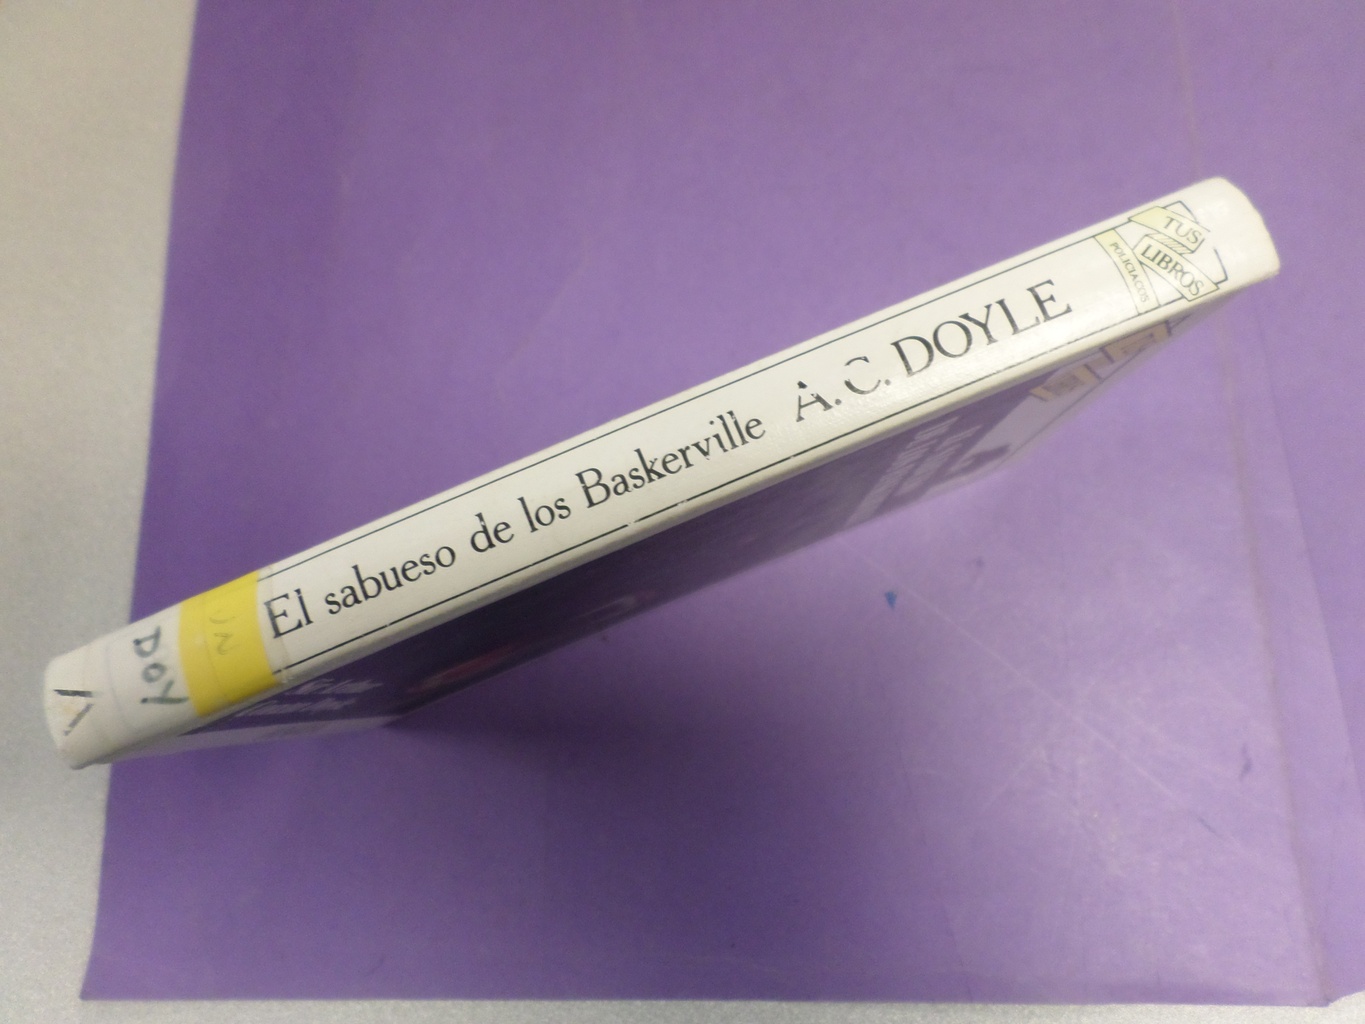 El sabueso de los Baskerville A. C. DOYLE
TUS
LIBROS
POLICIACOS
DOY